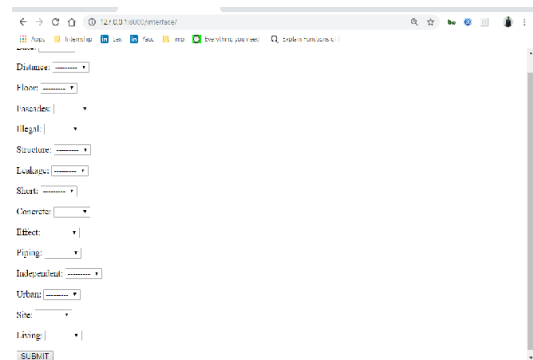 127.0.0.1:8000/interface/
Apps Internship
Distance: ---------
Floor: ---------
Fascades:
Illegal:
Structure: ---------
Leakage: ---------
Short: ---------
Concrete:
Effect:
Piping:
Independent: ---------
Urban: ---------
Site:
Living:
SUBMIT